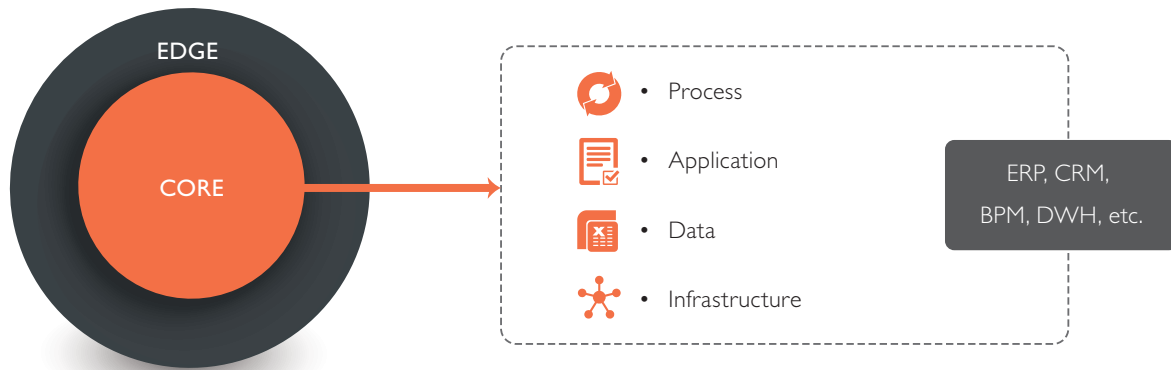 EDGE
CORE
• Process
• Application
• Data
• Infrastructure
ERP, CRM,
BPM, DWH, etc.